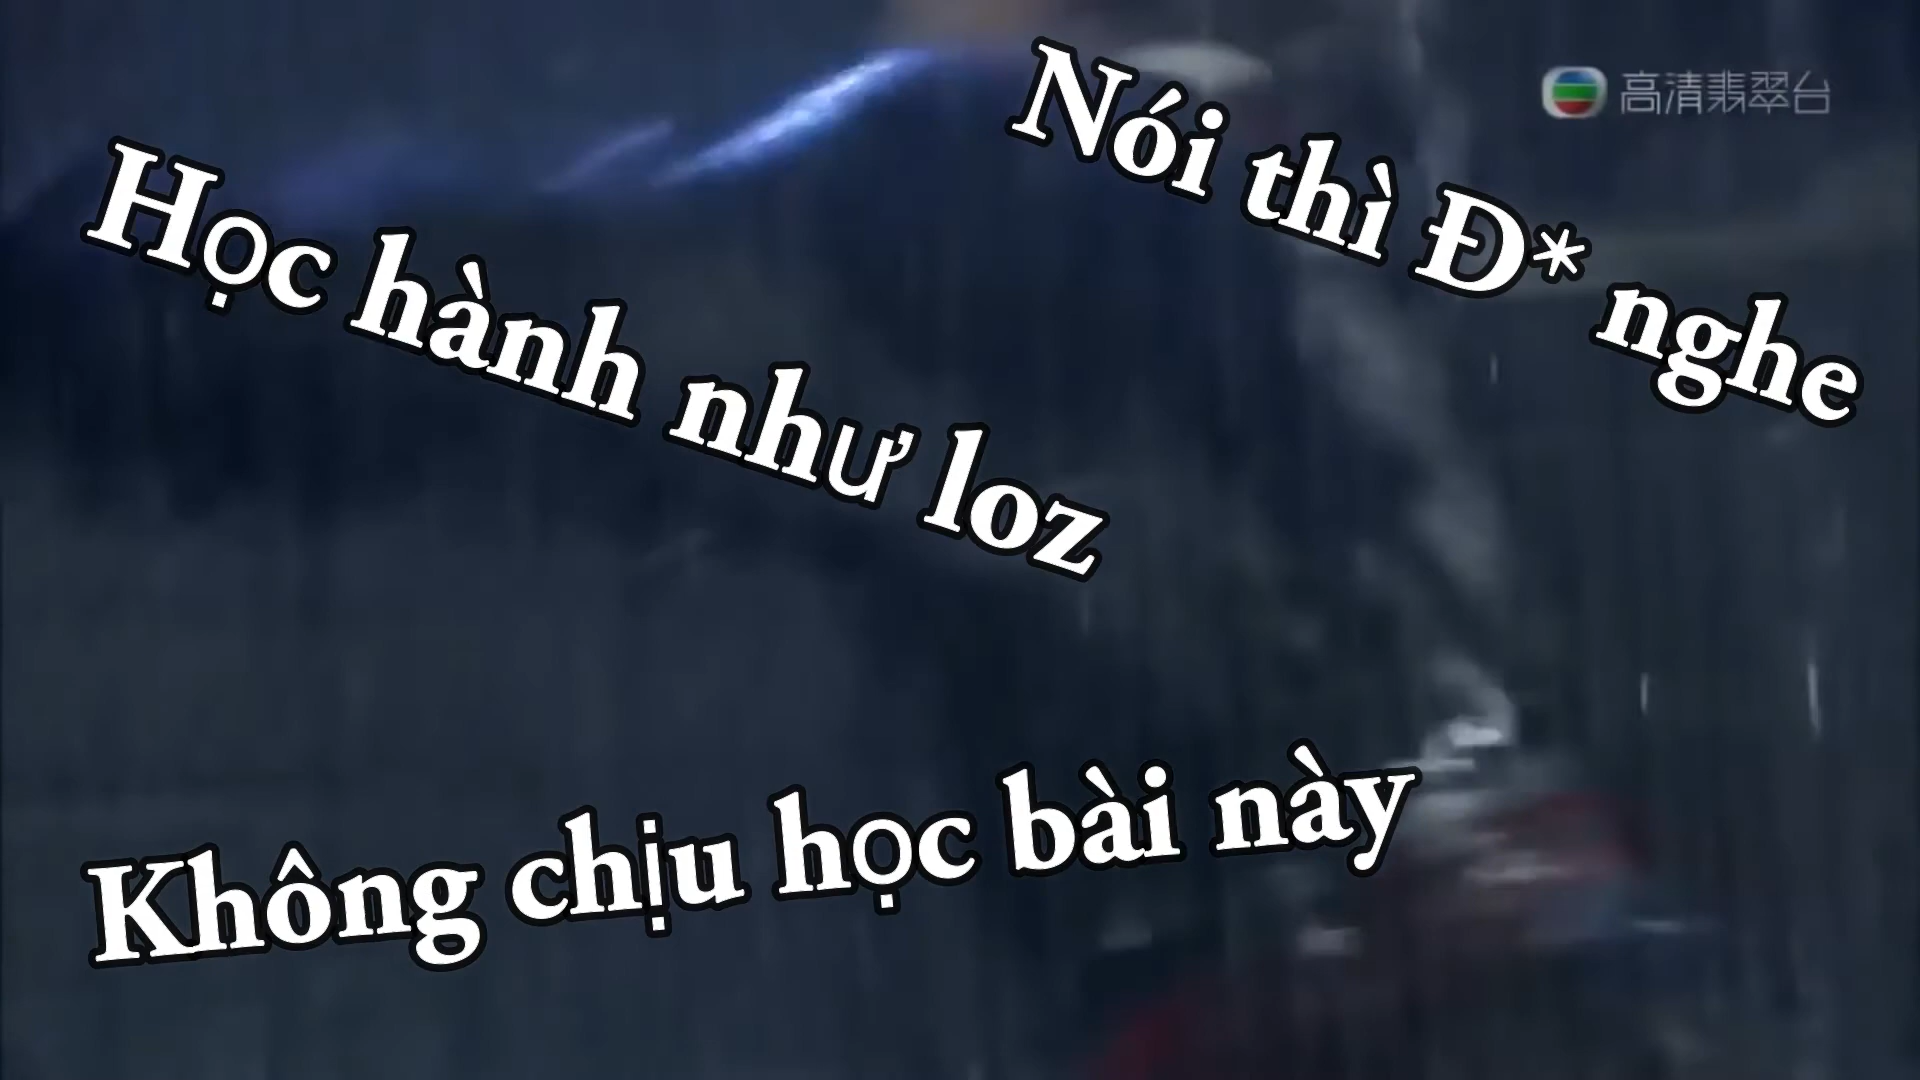 高清翡翠台
Nói thì Đ* nghe
Học hành như loz
Không chịu học bài này